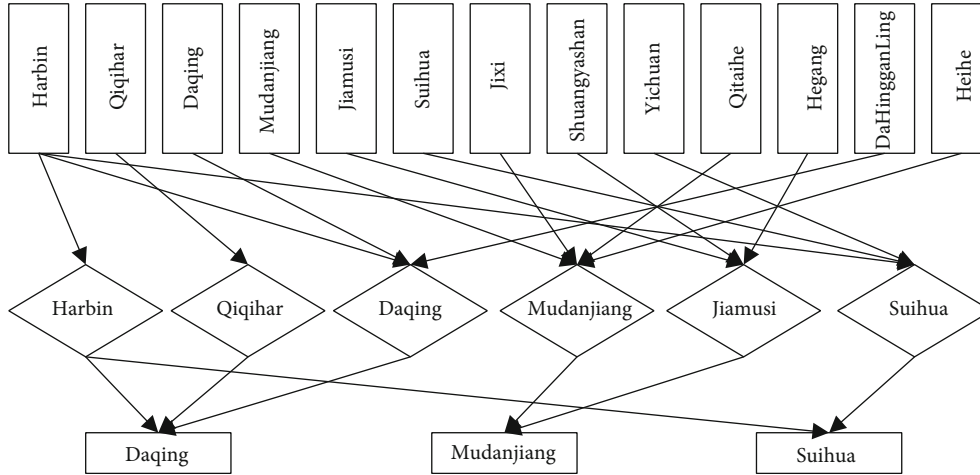 Harbin
Qiqihar
Daqing
Mudanjiang
Jiamusi
Suihua
Jixi
Shuangyashan
Yichuan
Qitaihe
Hegang
DaHingganLing
Heihe
Harbin
Qiqihar
Daqing
Mudanjiang
Jiamusi
Suihua
Daqing
Mudanjiang
Suihua